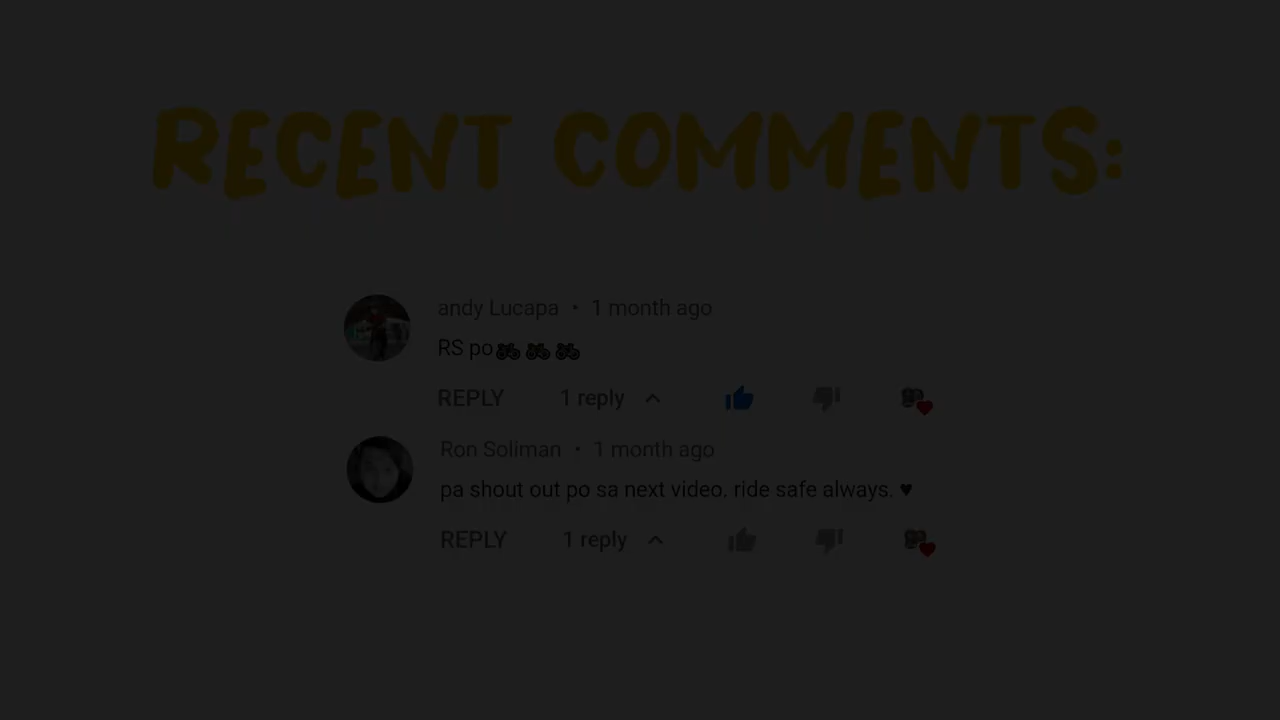 RECENT COMMENTS:
andy Lucapa • 1 month ago
RS po🏍🏍🏍
REPLY 1 reply
Ron Soliman • 1 month ago
pa shout out po sa next video. ride safe always. ♥
REPLY 1 reply